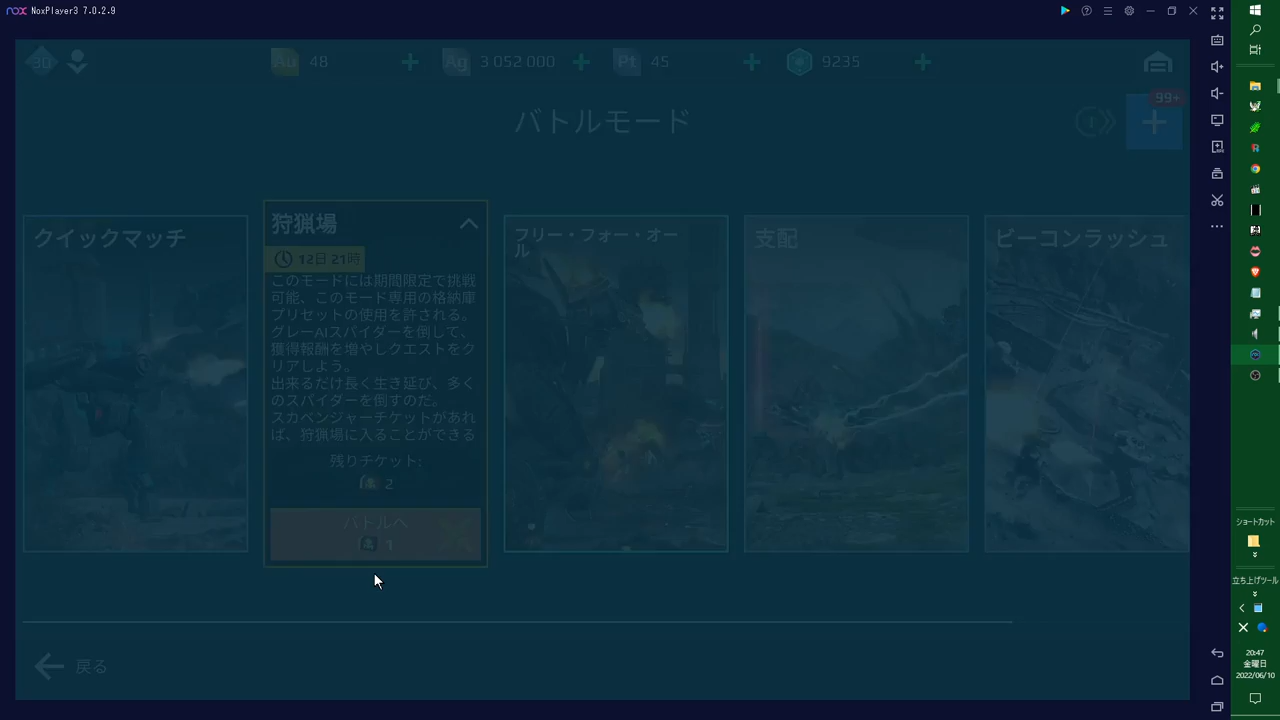 nox NoxPlayer3 7.0.2.9
30
Au 48
Ag 3 052 000
Pt 45
9235
バトルモード
99+
クイックマッチ
狩猟場
12日 21時
このモードには期間限定で挑戦
可能、このモード専用の格納庫
プリセットの使用を許される。
グレーAIスパイダーを倒して、
獲得報酬を増やしクエストをク
リアしよう。
出来るだけ長く生き延び、多く
のスパイダーを倒すのだ。
スカベンジャーチケットがあれ
ば、狩猟場に入ることができる
残りチケット:
2
バトルへ
1
フリー・フォー・オー
ル
支配
ビーコンラッシュ
戻る
ショートカット
立ち上げツール
20:47
金曜日
2022/06/10